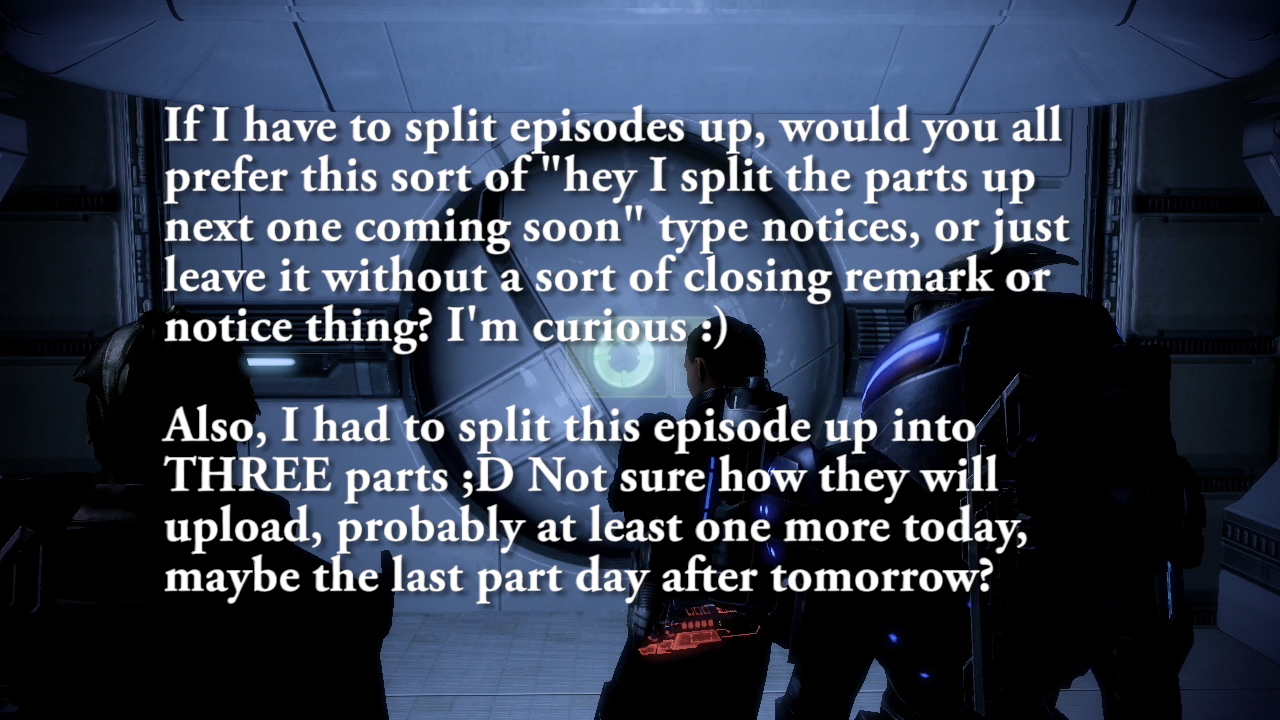 If I have to split episodes up, would you all
prefer this sort of "hey I split the parts up
next one coming soon" type notices, or just
leave it without a sort of closing remark or
notice thing? I'm curious :)
Also, I had to split this episode up into
THREE parts ;D Not sure how they will
upload, probably at least one more today,
maybe the last part day after tomorrow?